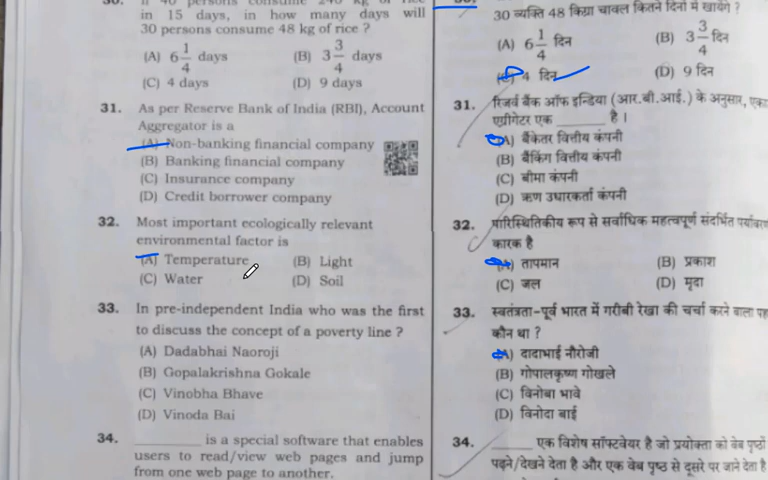 in 15 days, in how many days will
30 persons consume 48 kg of rice ?
(A) 6 1/4 days (B) 3 3/4 days
(C) 4 days (D) 9 days
31. As per Reserve Bank of India (RBI), Account
Aggregator is a
(A) Non-banking financial company
(B) Banking financial company
(C) Insurance company
(D) Credit borrower company
32. Most important ecologically relevant
environmental factor is
(A) Temperature (B) Light
(C) Water (D) Soil
33. In pre-independent India who was the first
to discuss the concept of a poverty line ?
(A) Dadabhai Naoroji
(B) Gopalakrishna Gokale
(C) Vinobha Bhave
(D) Vinoda Bai
34. ________ is a special software that enables
users to read/view web pages and jump
from one web page to another.
30 व्यक्ति 48 किग्रा चावल कितने दिनों में खायेंगे ?
(A) 6 1/4 दिन (B) 3 3/4 दिन
(C) 4 दिन (D) 9 दिन
31. रिजर्व बैंक ऑफ इन्डिया (आर.बी.आई.) के अनुसार,
एग्रीगेटर एक ________ है ।
(A) बैंकेतर वित्तीय कंपनी
(B) बैंकिंग वित्तीय कंपनी
(C) बीमा कंपनी
(D) ऋण उधारकर्ता कंपनी
32. पारिस्थितिकीय रूप से सर्वाधिक महत्वपूर्ण संदर्भित
कारक है
(A) तापमान (B) प्रकाश
(C) जल (D) मृदा
33. स्वतंत्रता-पूर्व भारत में गरीबी रेखा की चर्चा करने वाला
कौन था ?
(A) दादाभाई नौरोजी
(B) गोपालकृष्ण गोखले
(C) विनोबा भावे
(D) विनोदा बाई
34. ________ एक विशेष सॉफ्टवेयर है जो प्रयोक्ता को वेब पृष्ठों
पढ़ने/देखने देता है और एक वेब पृष्ठ से दूसरे पर जाने देता है